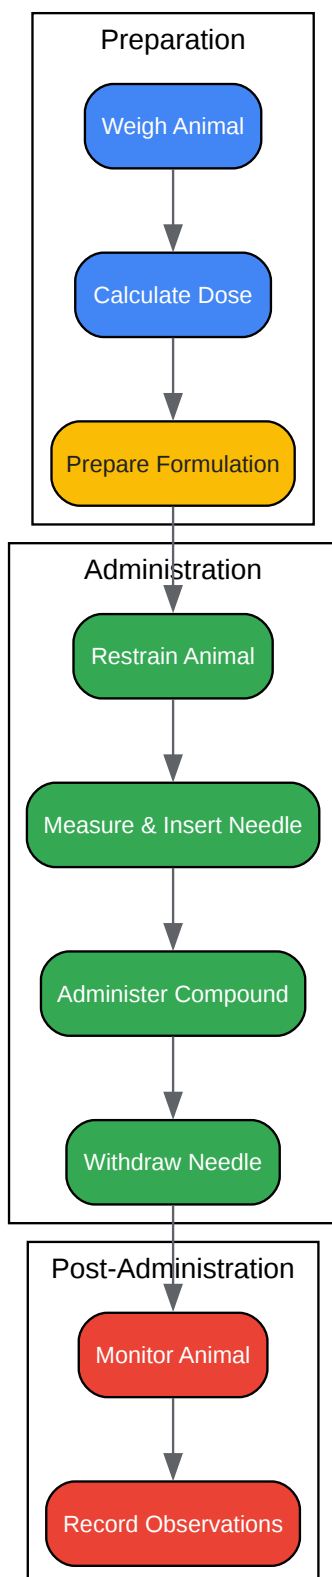 Preparation
Weigh Animal
Calculate Dose
Prepare Formulation
Administration
Restrain Animal
Measure & Insert Needle
Administer Compound
Withdraw Needle
Post-Administration
Monitor Animal
Record Observations